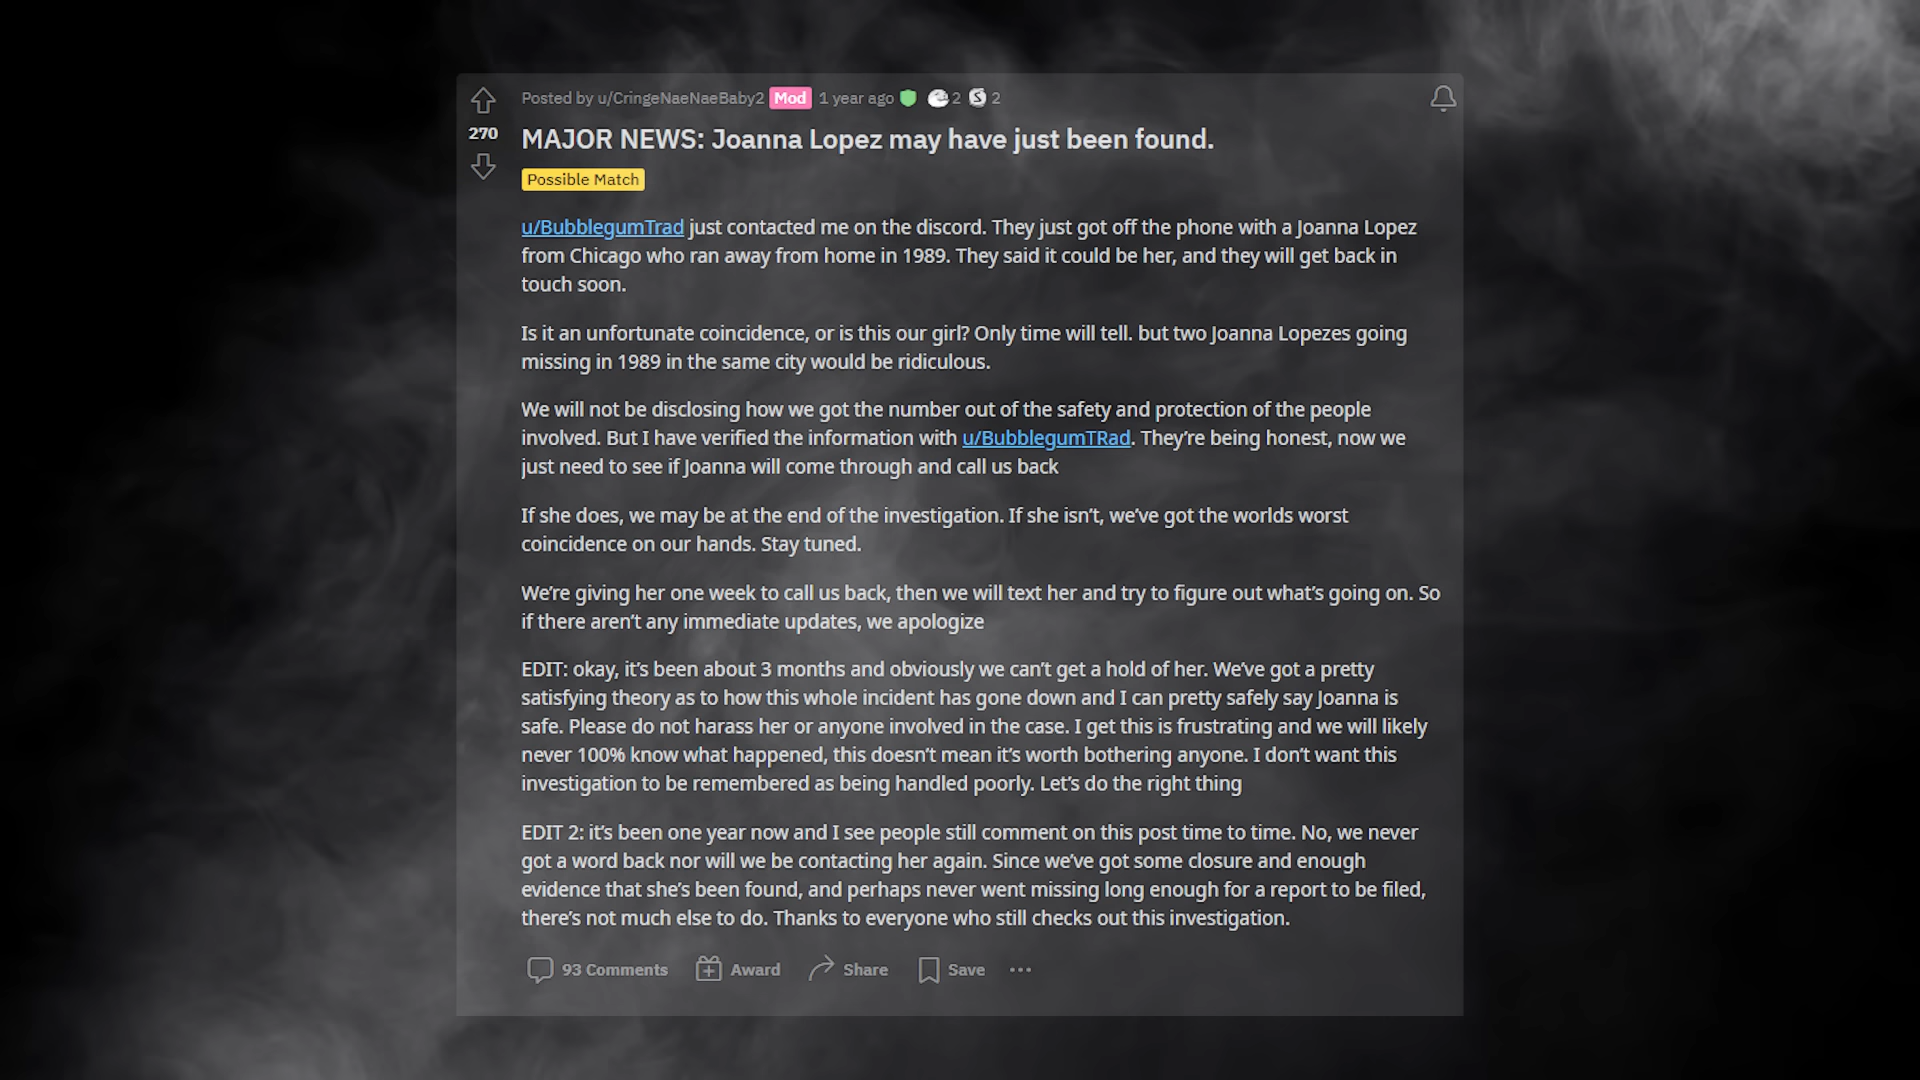 Posted by u/CringeNaeNaeBaby2 Mod 1 year ago 2 2
270
MAJOR NEWS: Joanna Lopez may have just been found.
Possible Match
u/BubblegumTrad just contacted me on the discord. They just got off the phone with a Joanna Lopez
from Chicago who ran away from home in 1989. They said it could be her, and they will get back in
touch soon.
Is it an unfortunate coincidence, or is this our girl? Only time will tell. but two Joanna Lopezes going
missing in 1989 in the same city would be ridiculous.
We will not be disclosing how we got the number out of the safety and protection of the people
involved. But I have verified the information with u/BubblegumTRad. They're being honest, now we
just need to see if Joanna will come through and call us back
If she does, we may be at the end of the investigation. If she isn't, we've got the worlds worst
coincidence on our hands. Stay tuned.
We're giving her one week to call us back, then we will text her and try to figure out what's going on. So
if there aren't any immediate updates, we apologize
EDIT: okay, it's been about 3 months and obviously we can't get a hold of her. We've got a pretty
satisfying theory as to how this whole incident has gone down and I can pretty safely say Joanna is
safe. Please do not harass her or anyone involved in the case. I get this is frustrating and we will likely
never 100% know what happened, this doesn't mean it's worth bothering anyone. I don't want this
investigation to be remembered as being handled poorly. Let's do the right thing
EDIT 2: it's been one year now and I see people still comment on this post time to time. No, we never
got a word back nor will we be contacting her again. Since we've got some closure and enough
evidence that she's been found, and perhaps never went missing long enough for a report to be filed,
there's not much else to do. Thanks to everyone who still checks out this investigation.
93 Comments Award Share Save